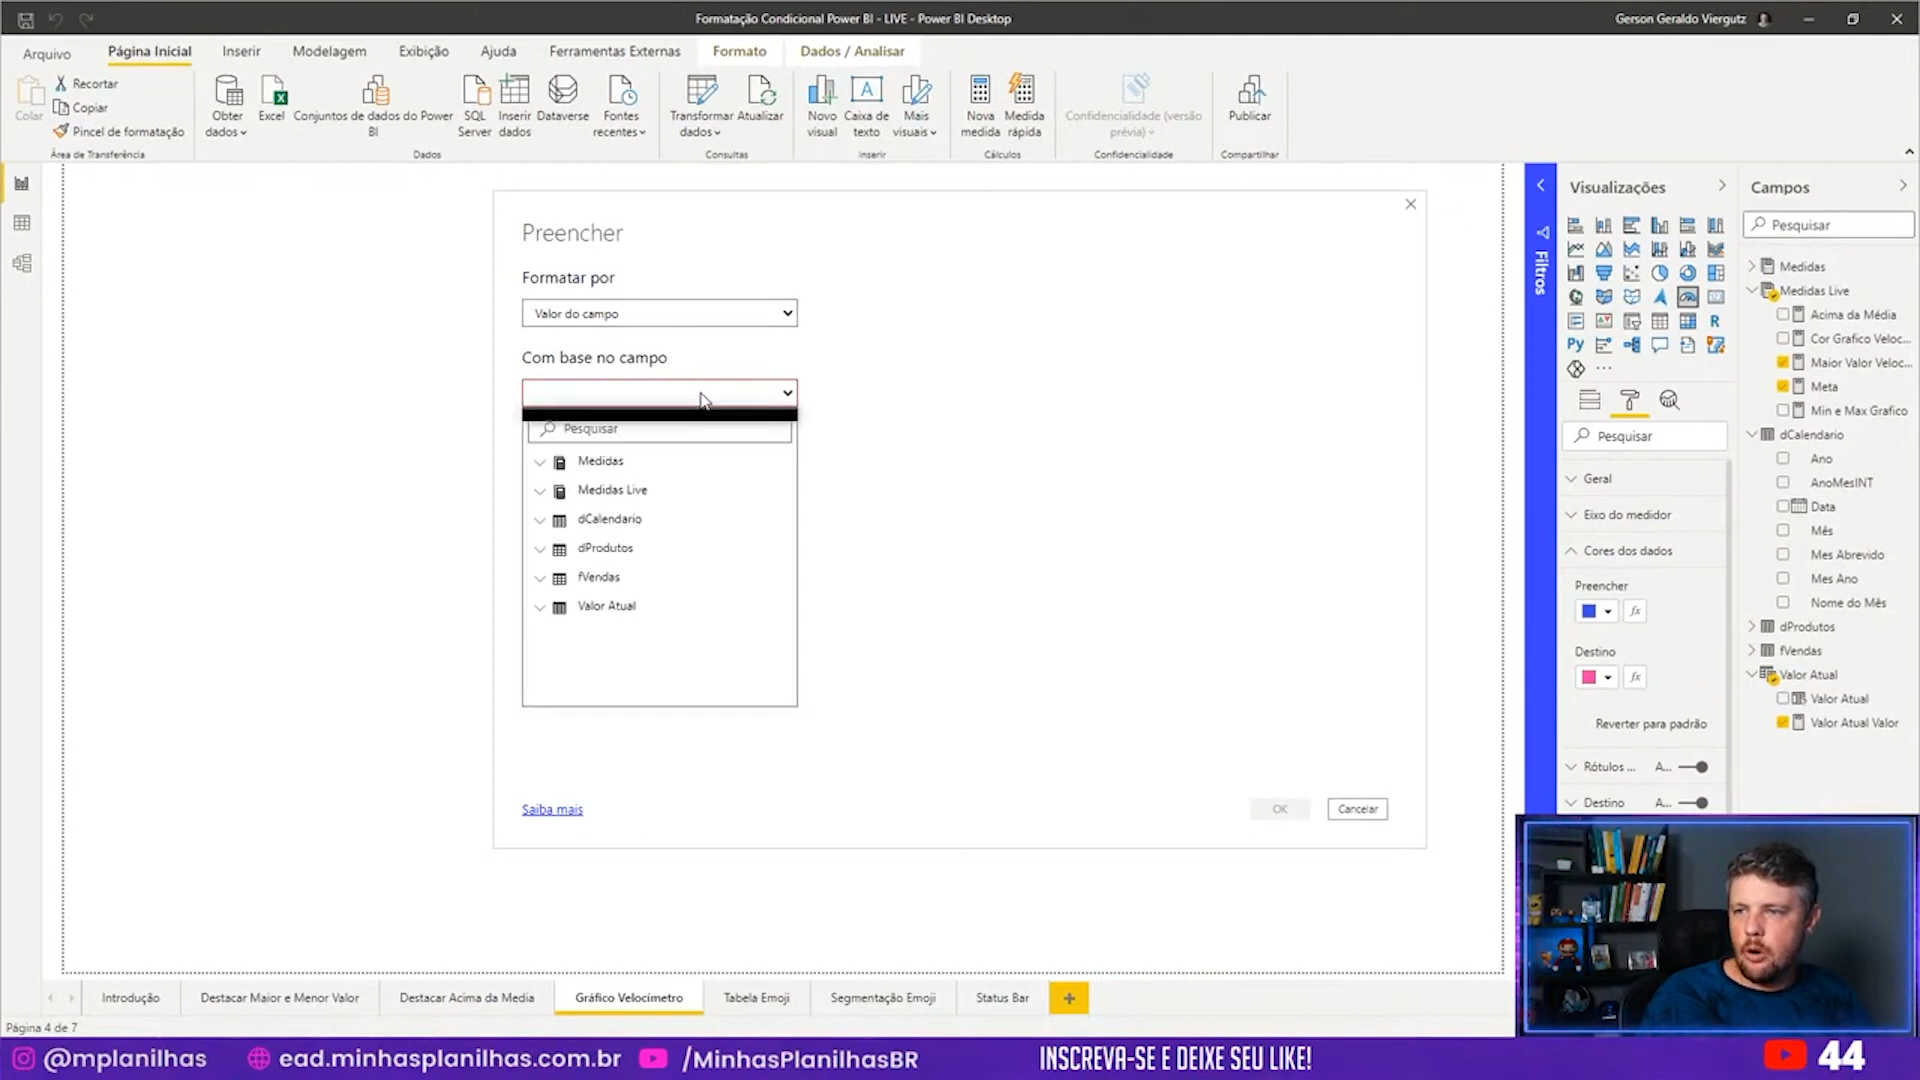 Formatação Condicional Power BI - LIVE - Power BI Desktop
Gerson Geraldo Viergutz
Arquivo
Página Inicial
Inserir
Modelagem
Exibição
Ajuda
Ferramentas Externas
Formato
Dados / Analisar
Colar
Recortar
Copiar
Pincel de formatação
Área de Transferência
Obter dados
Excel
Conjuntos de dados do Power BI
SQL Server
Inserir dados
Dataverse
Fontes recentes
Dados
Transformar dados
Atualizar
Consultas
Novo visual
Caixa de texto
Mais visuais
Inserir
Nova medida
Medida rápida
Cálculos
Confidencialidade (versão prévia)
Confidencialidade
Publicar
Compartilhar
Preencher
Formatar por
Valor do campo
Com base no campo
Pesquisar
Medidas
Medidas Live
dCalendario
dProdutos
fVendas
Valor Atual
Saiba mais
OK
Cancelar
Filtros
Visualizações
R
Py
Pesquisar
Geral
Eixo do medidor
Cores dos dados
Preencher
fx
Destino
fx
Reverter para padrão
Rótulos ... A...
Destino A...
Campos
Pesquisar
Medidas
Medidas Live
Acima da Média
Cor Grafico Veloc...
Maior Valor Veloc...
Meta
Min e Max Grafico
dCalendario
Ano
AnoMesINT
Data
Mês
Mes Abrevido
Mes Ano
Nome do Mês
dProdutos
fVendas
Valor Atual
Valor Atual
Valor Atual Valor
Introdução
Destacar Maior e Menor Valor
Destacar Acima da Media
Gráfico Velocímetro
Tabela Emoji
Segmentação Emoji
Status Bar
+
Página 4 de 7
@mplanilhas
ead.minhasplanilhas.com.br
/MinhasPlanilhasBR
INSCREVA-SE E DEIXE SEU LIKE!
44